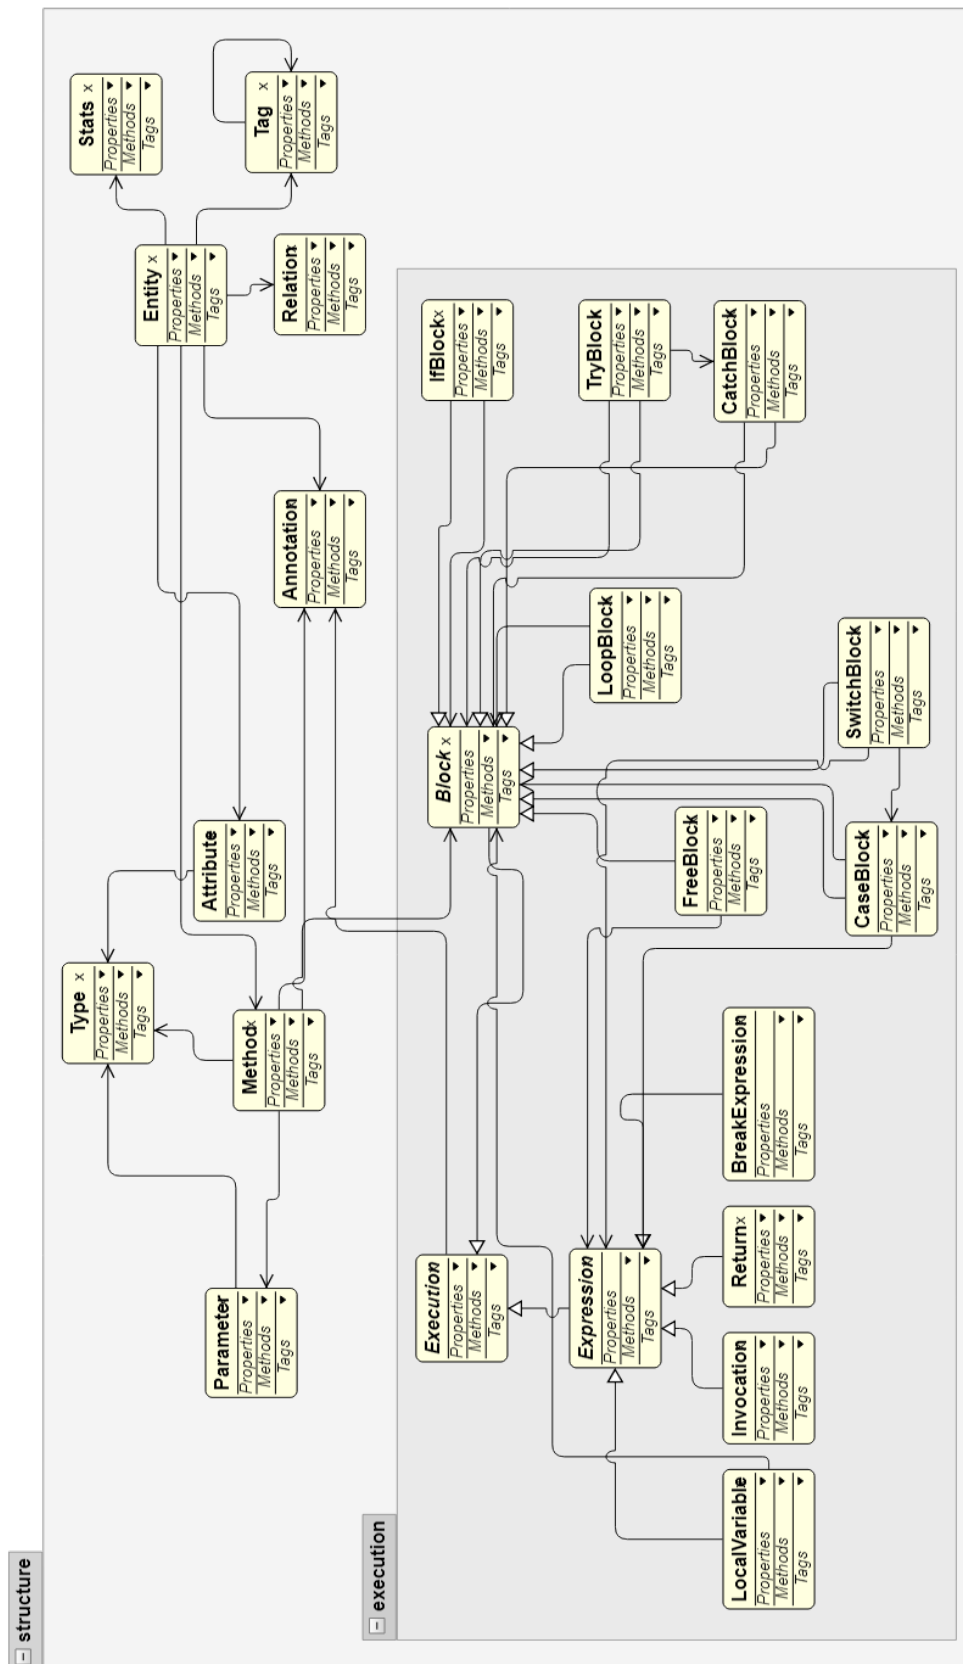 structure
Stats x
Properties
Methods
Tags
Tag x
Properties
Methods
Tags
Entity x
Properties
Methods
Tags
Relation x
Properties
Methods
Tags
Annotation
Properties
Methods
Tags
Attribute
Properties
Methods
Tags
Type x
Properties
Methods
Tags
Method x
Properties
Methods
Tags
Parameter
Properties
Methods
Tags
execution
IfBlock x
Properties
Methods
Tags
TryBlock
Properties
Methods
Tags
CatchBlock
Properties
Methods
Tags
LoopBlock
Properties
Methods
Tags
Block x
Properties
Methods
Tags
SwitchBlock
Properties
Methods
Tags
FreeBlock
Properties
Methods
Tags
CaseBlock
Properties
Methods
Tags
Execution
Properties
Methods
Tags
Expression
Properties
Methods
Tags
BreakExpression
Properties
Methods
Tags
Return x
Properties
Methods
Tags
Invocation
Properties
Methods
Tags
LocalVariable
Properties
Methods
Tags